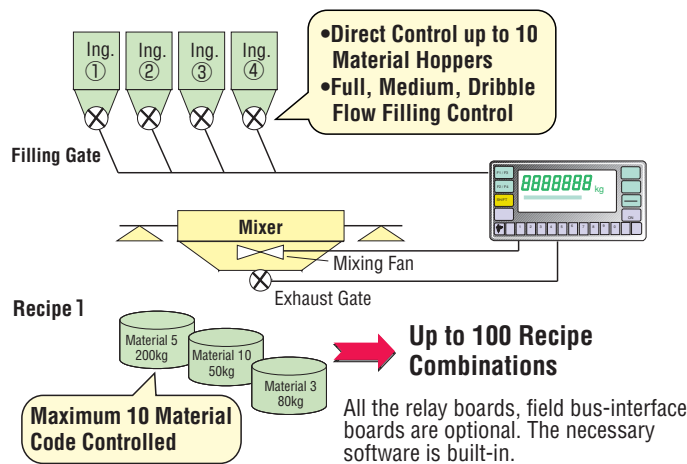 Ing. ① Ing. ② Ing. ③ Ing. ④
•Direct Control up to 10
Material Hoppers
•Full, Medium, Dribble
Flow Filling Control
Filling Gate
8888888 kg
SHIFT
ON
Mixer
Mixing Fan
Exhaust Gate
Recipe 1
Material 5
200kg
Material 10
50kg
Material 3
80kg
Maximum 10 Material
Code Controlled
Up to 100 Recipe
Combinations
All the relay boards, field bus-interface
boards are optional. The necessary
software is built-in.